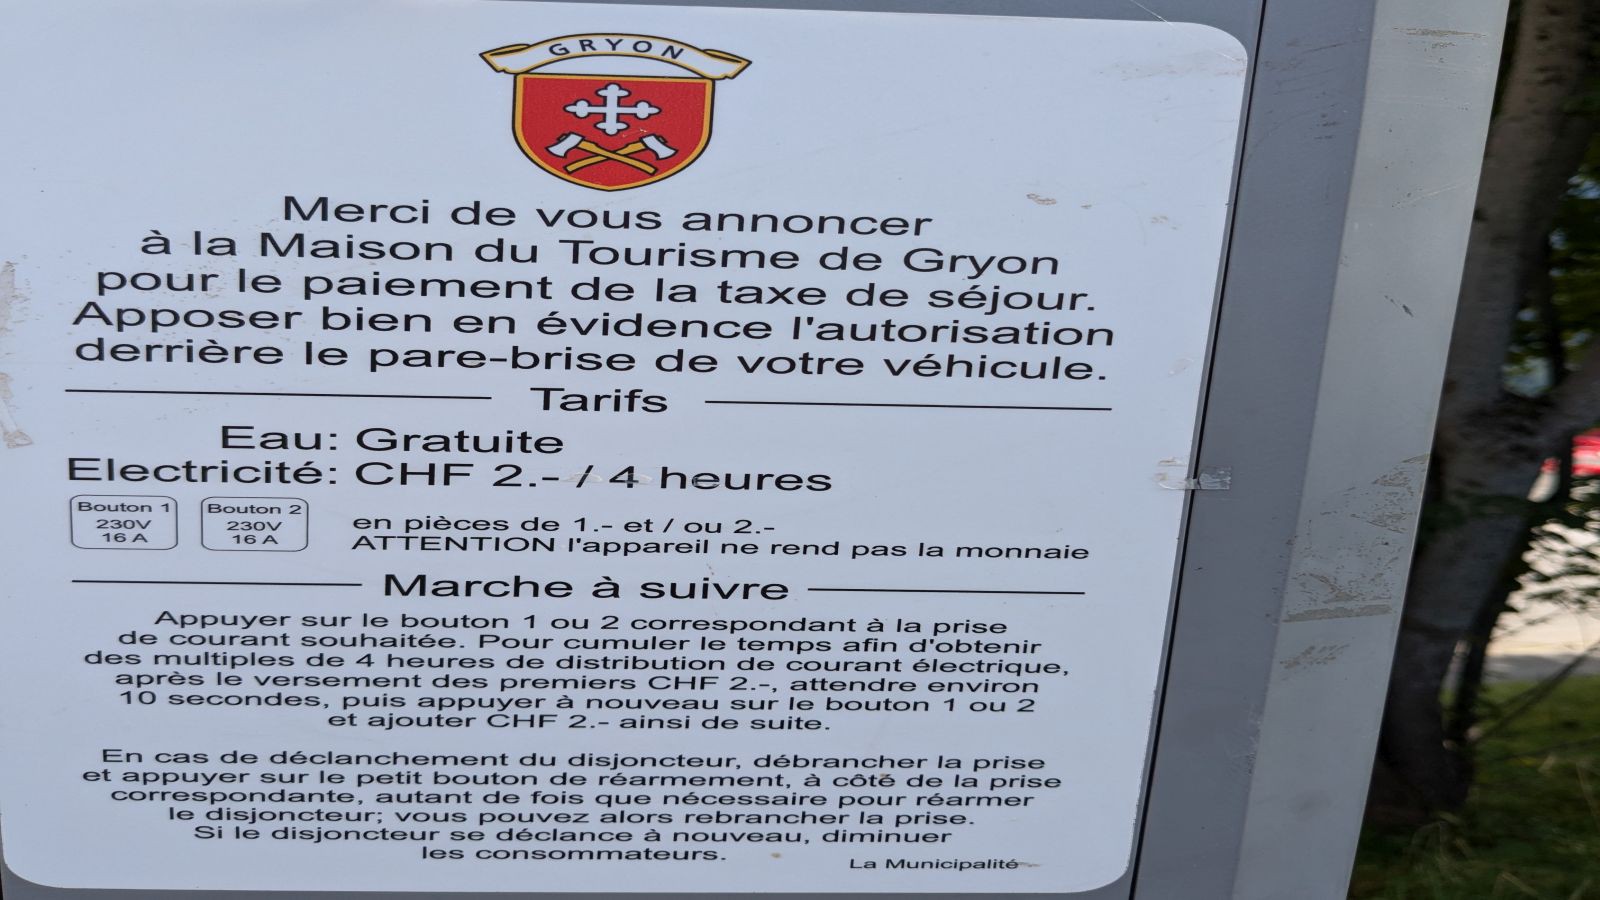 GRYON
Merci de vous annoncer
à la Maison du Tourisme de Gryon
pour le paiement de la taxe de séjour.
Apposer bien en évidence l'autorisation
derrière le pare-brise de votre véhicule.
Tarifs
Eau: Gratuite
Electricité: CHF 2.- / 4 heures
Bouton 1
230V
16 A
Bouton 2
230V
16 A
en pièces de 1.- et / ou 2.-
ATTENTION l'appareil ne rend pas la monnaie
Marche à suivre
Appuyer sur le bouton 1 ou 2 correspondant à la prise
de courant souhaitée. Pour cumuler le temps afin d'obtenir
des multiples de 4 heures de distribution de courant électrique,
après le versement des premiers CHF 2.-, attendre environ
10 secondes, puis appuyer à nouveau sur le bouton 1 ou 2
et ajouter CHF 2.- ainsi de suite.
En cas de déclanchement du disjoncteur, débrancher la prise
et appuyer sur le petit bouton de réarmement, à côté de la prise
correspondante, autant de fois que nécessaire pour réarmer
le disjoncteur; vous pouvez alors rebrancher la prise.
Si le disjoncteur se déclance à nouveau, diminuer
les consommateurs.
La Municipalité